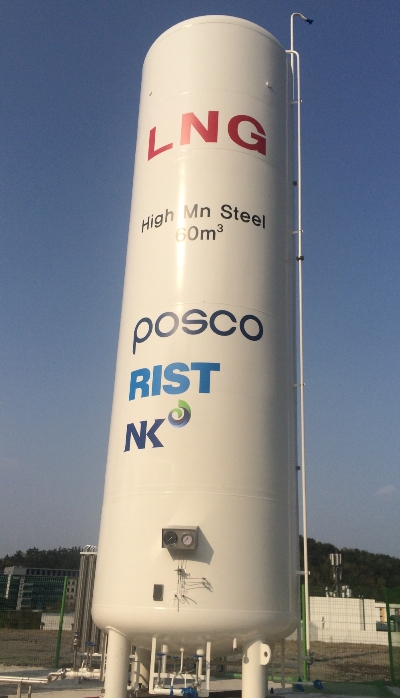 LNG
High Mn Steel
60m³
posco
RIST
NK